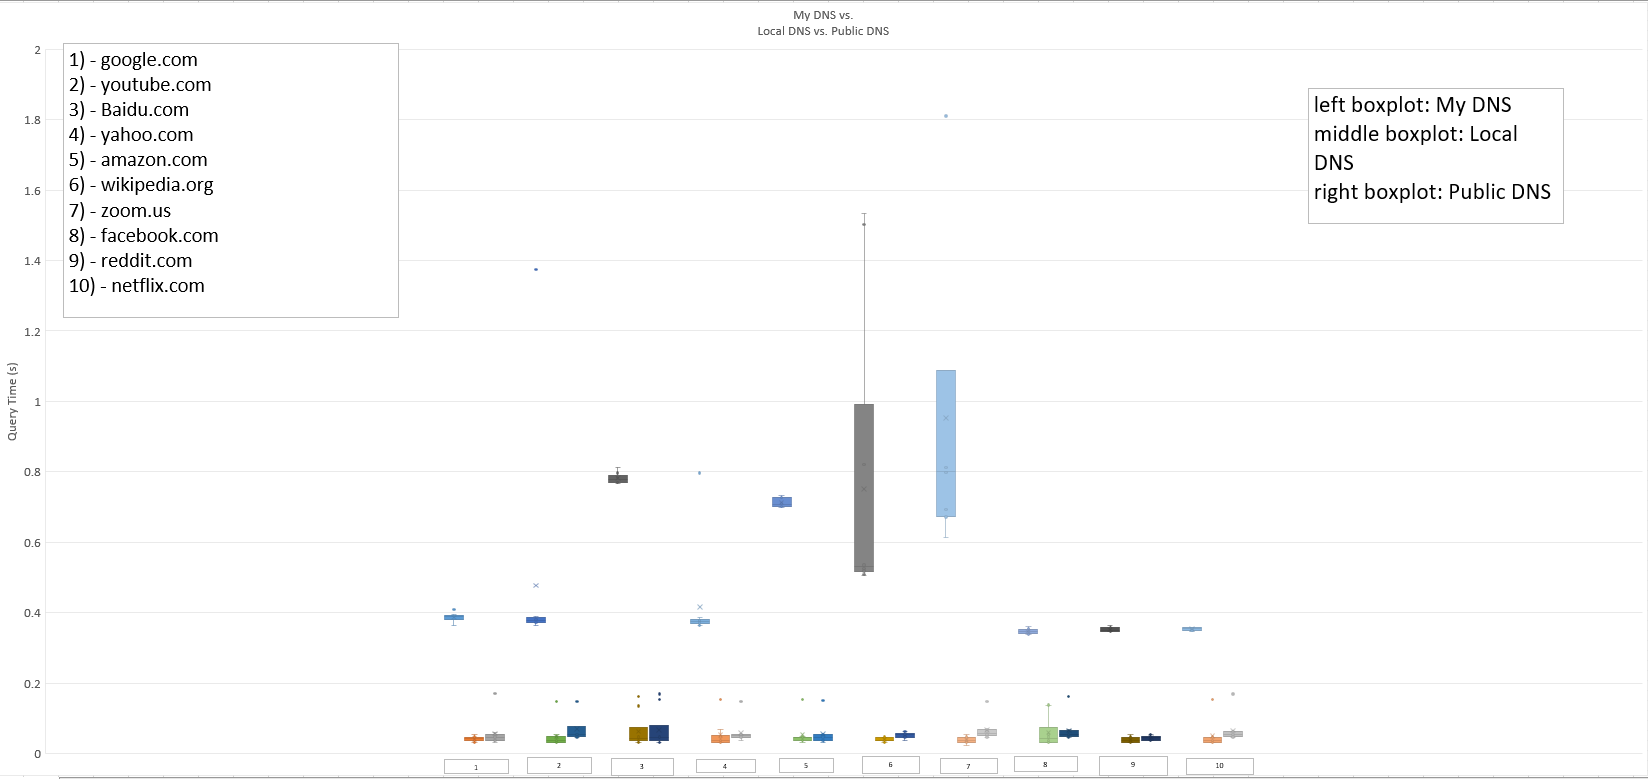 My DNS vs.
Local DNS vs. Public DNS
1) - google.com
2) - youtube.com
3) - Baidu.com
4) - yahoo.com
5) - amazon.com
6) - wikipedia.org
7) - zoom.us
8) - facebook.com
9) - reddit.com
10) - netflix.com
left boxplot: My DNS
middle boxplot: Local
DNS
right boxplot: Public DNS
Query Time (s)
2
1.8
1.6
1.4
1.2
1
0.8
0.6
0.4
0.2
0
1 2 3 4 5 6 7 8 9 10